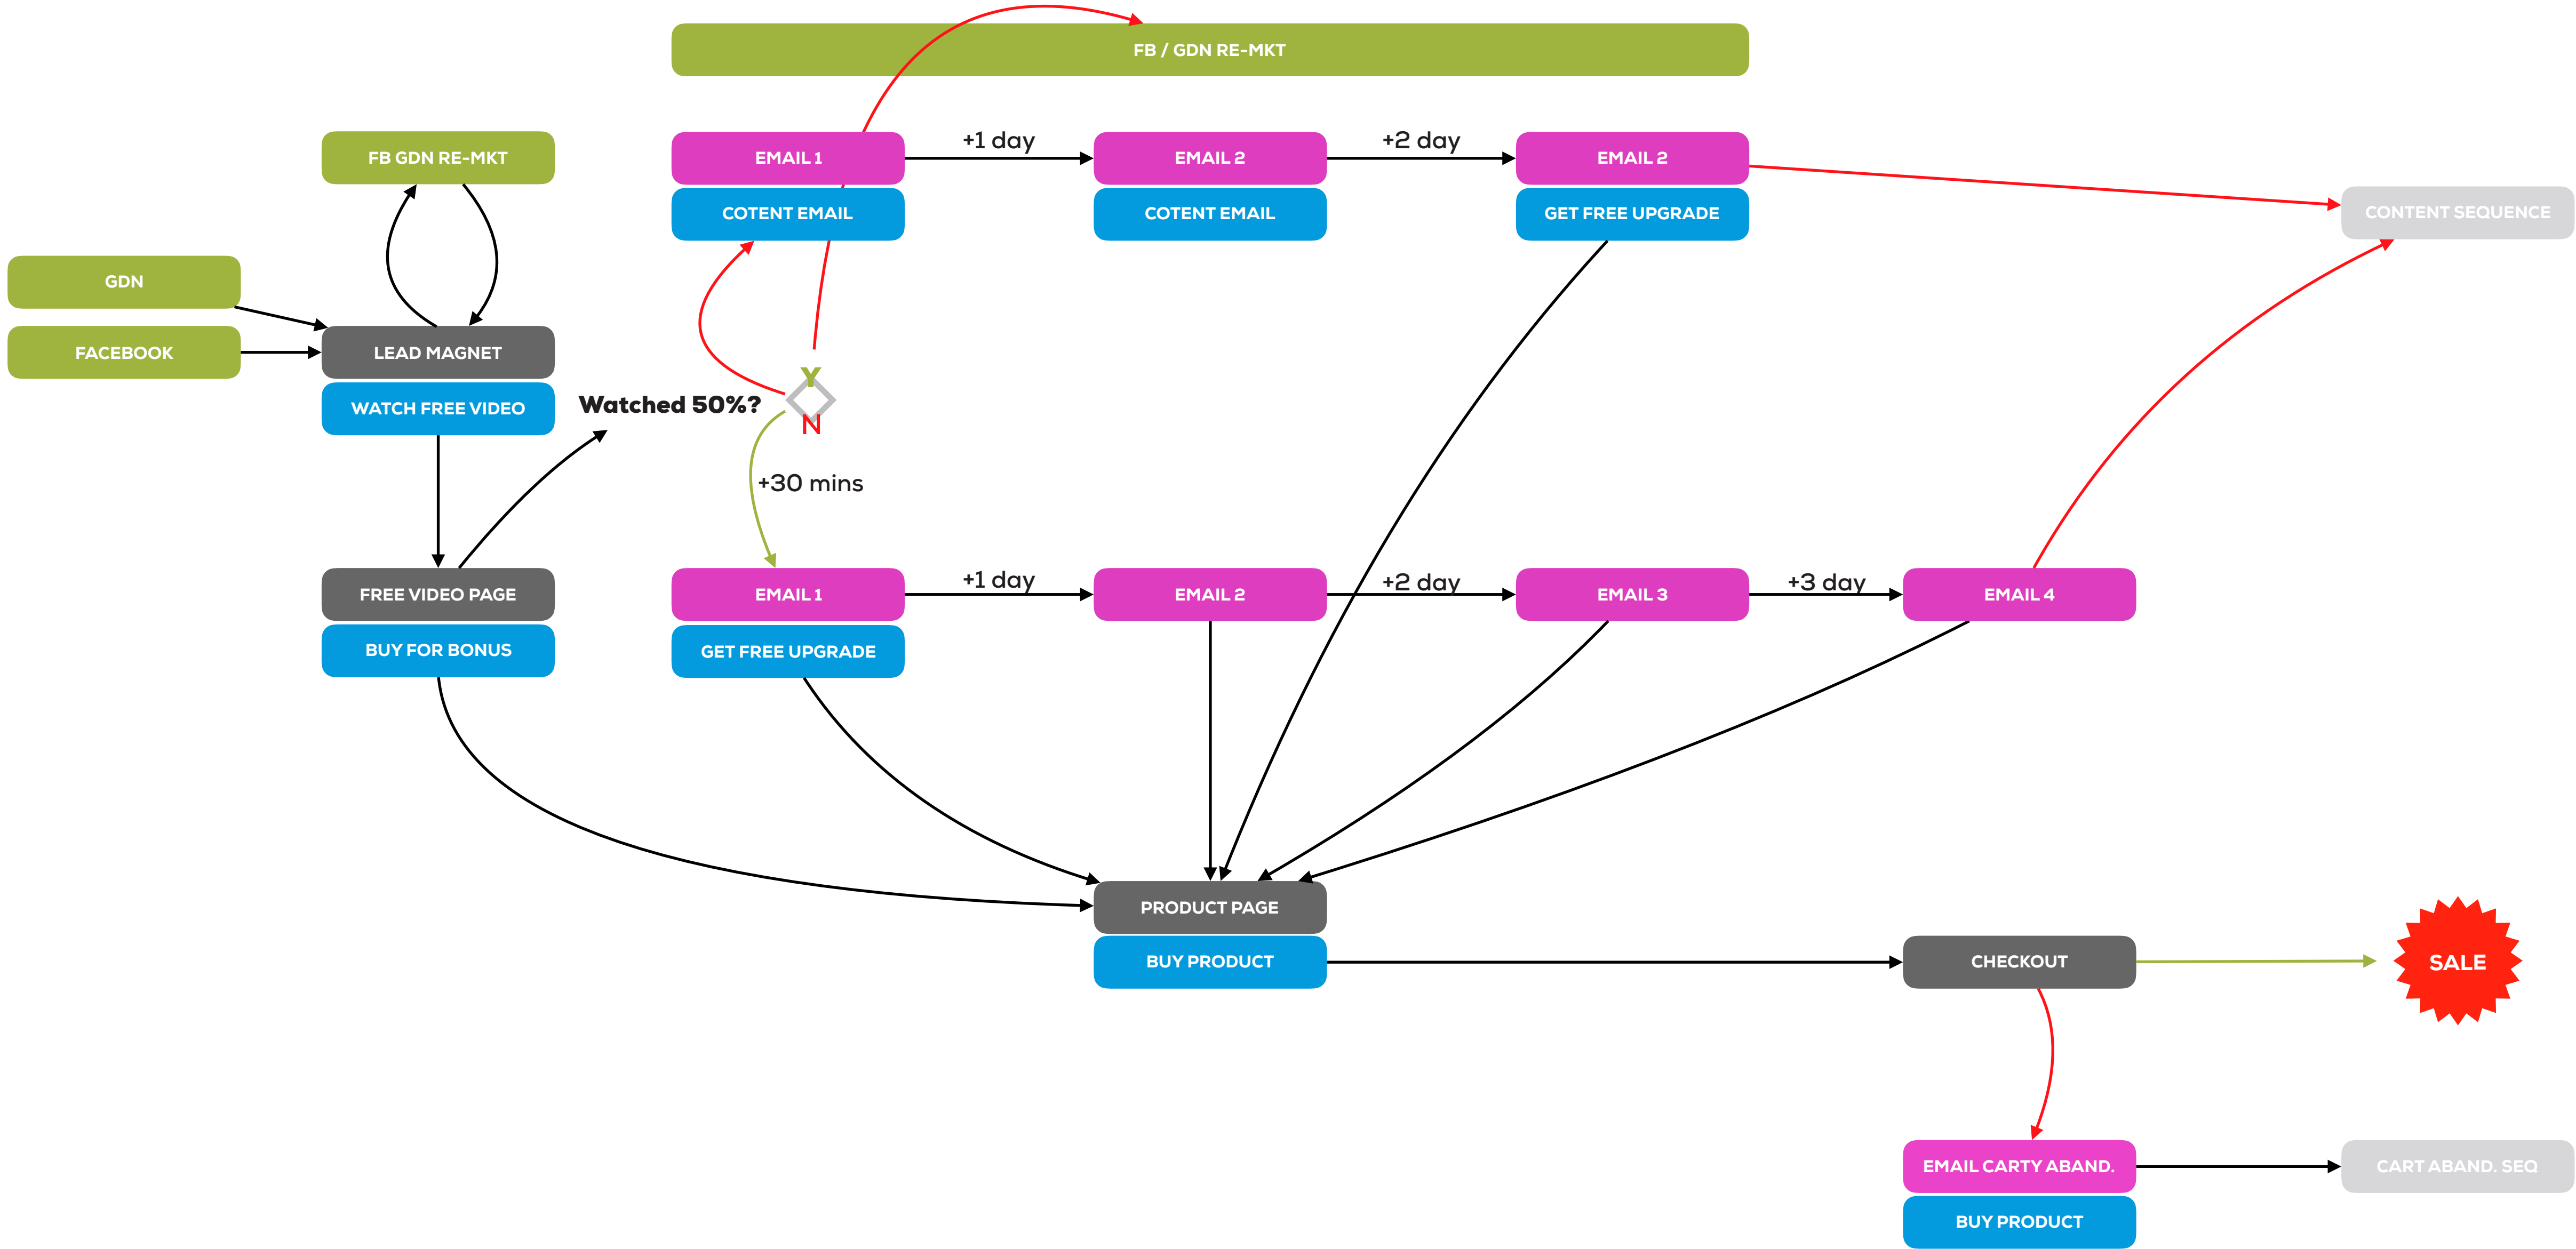 FB / GDN RE-MKT
FB GDN RE-MKT
EMAIL 1
+1 day
EMAIL 2
+2 day
EMAIL 2
COTENT EMAIL
COTENT EMAIL
GET FREE UPGRADE
CONTENT SEQUENCE
GDN
FACEBOOK
LEAD MAGNET
WATCH FREE VIDEO
Watched 50%?
Y
N
+30 mins
FREE VIDEO PAGE
BUY FOR BONUS
EMAIL 1
+1 day
EMAIL 2
+2 day
EMAIL 3
+3 day
EMAIL 4
GET FREE UPGRADE
PRODUCT PAGE
BUY PRODUCT
CHECKOUT
SALE
EMAIL CARTY ABAND.
CART ABAND. SEQ
BUY PRODUCT